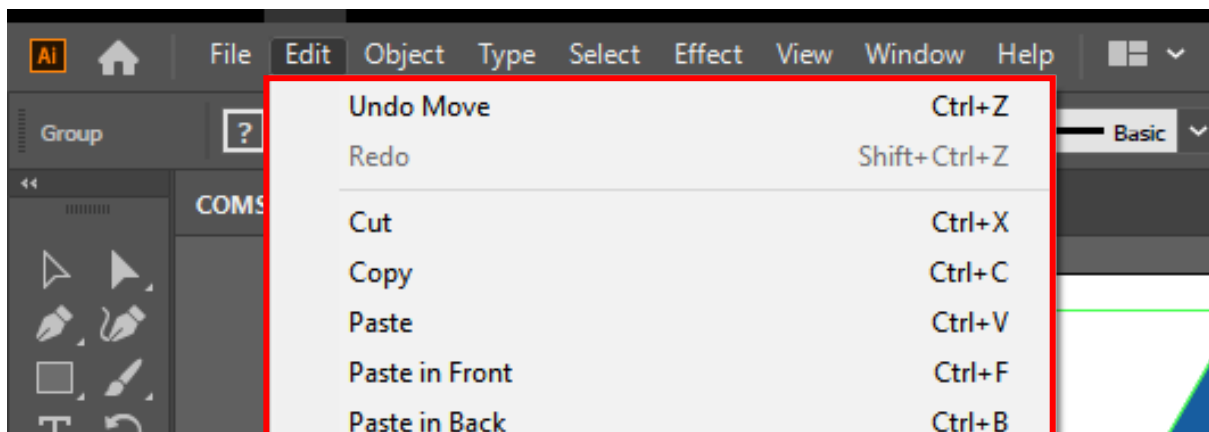 Ai File Edit Object Type Select Effect View Window Help
Group ? Basic
COMS
Undo Move Ctrl+Z
Redo Shift+Ctrl+Z
Cut Ctrl+X
Copy Ctrl+C
Paste Ctrl+V
Paste in Front Ctrl+F
Paste in Back Ctrl+B